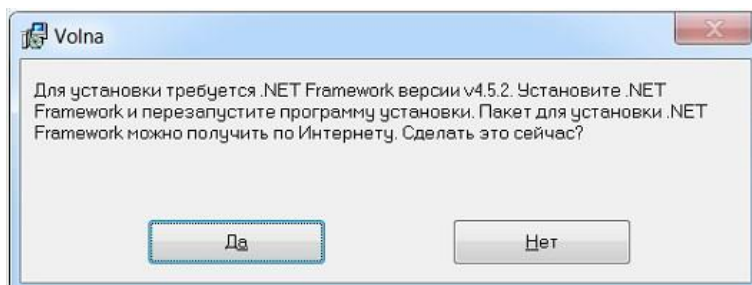 Volna
Для установки требуется .NET Framework версии v4.5.2. Установите .NET
Framework и перезапустите программу установки. Пакет для установки .NET
Framework можно получить по Интернету. Сделать это сейчас?
Да
Нет